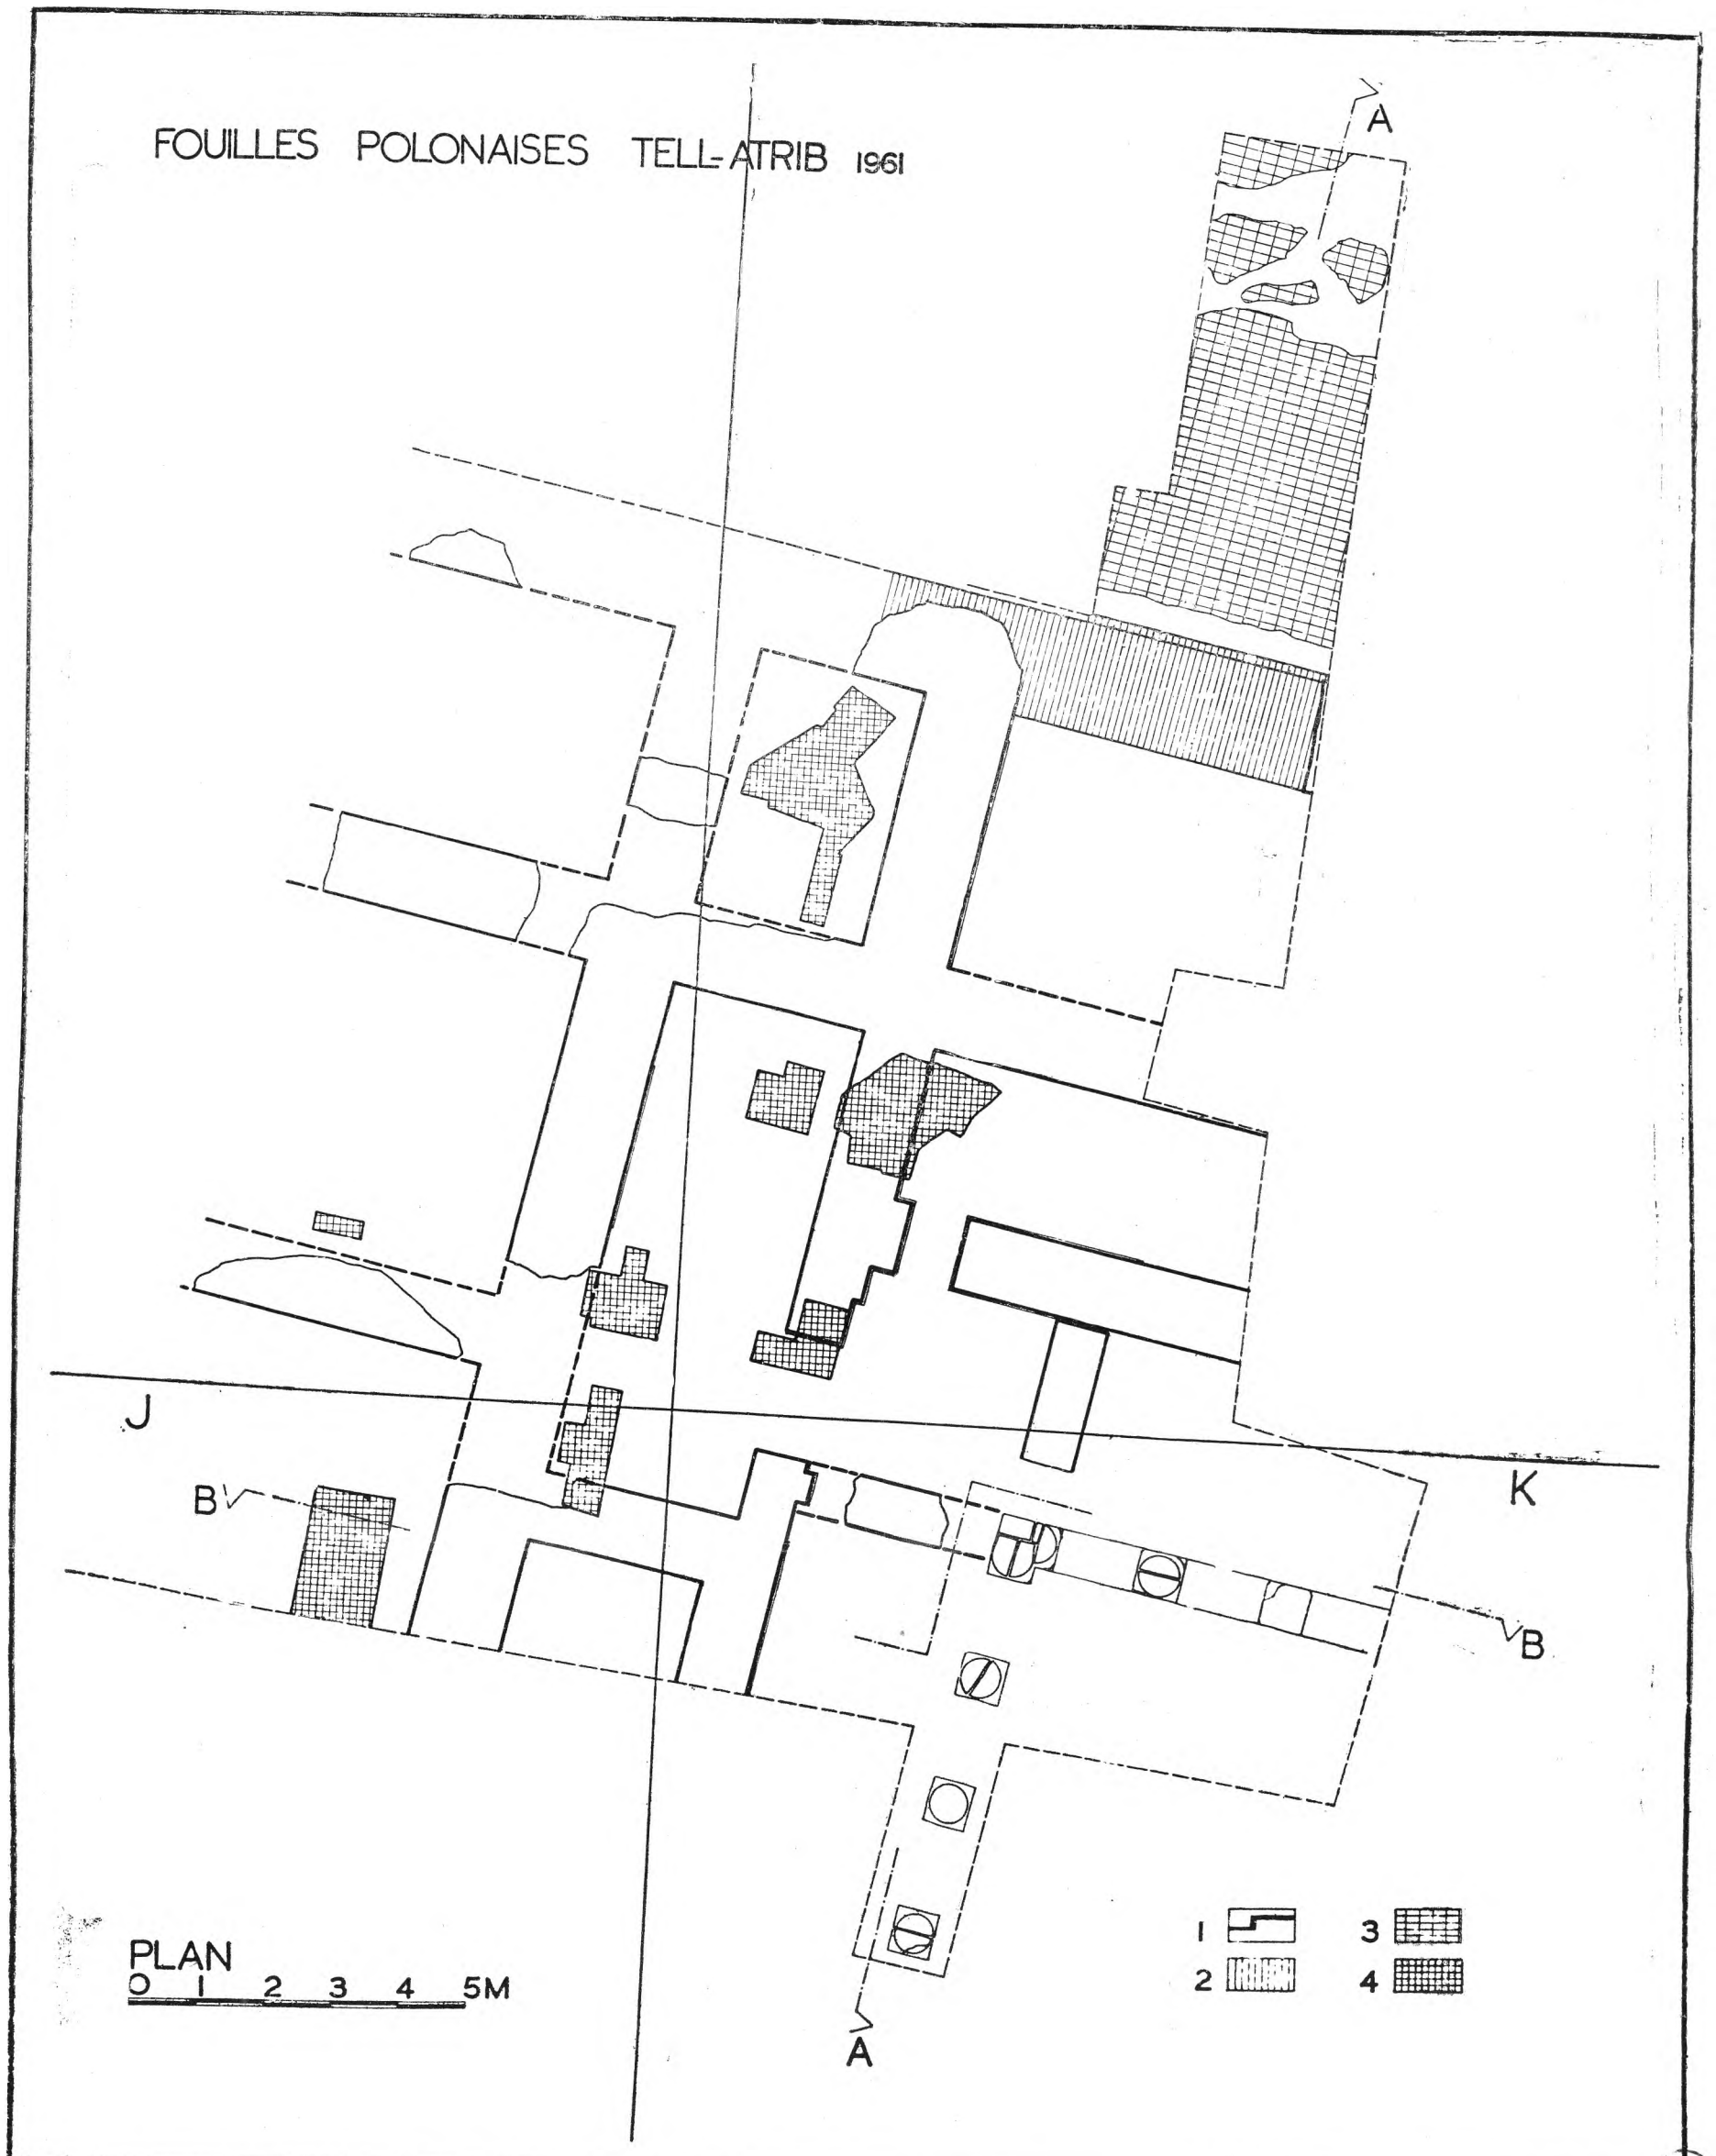 FOUILLES POLONAISES TELL-ATRIB 1961
A
J
K
B
B
PLAN
0 1 2 3 4 5M
1 3
2 4
A